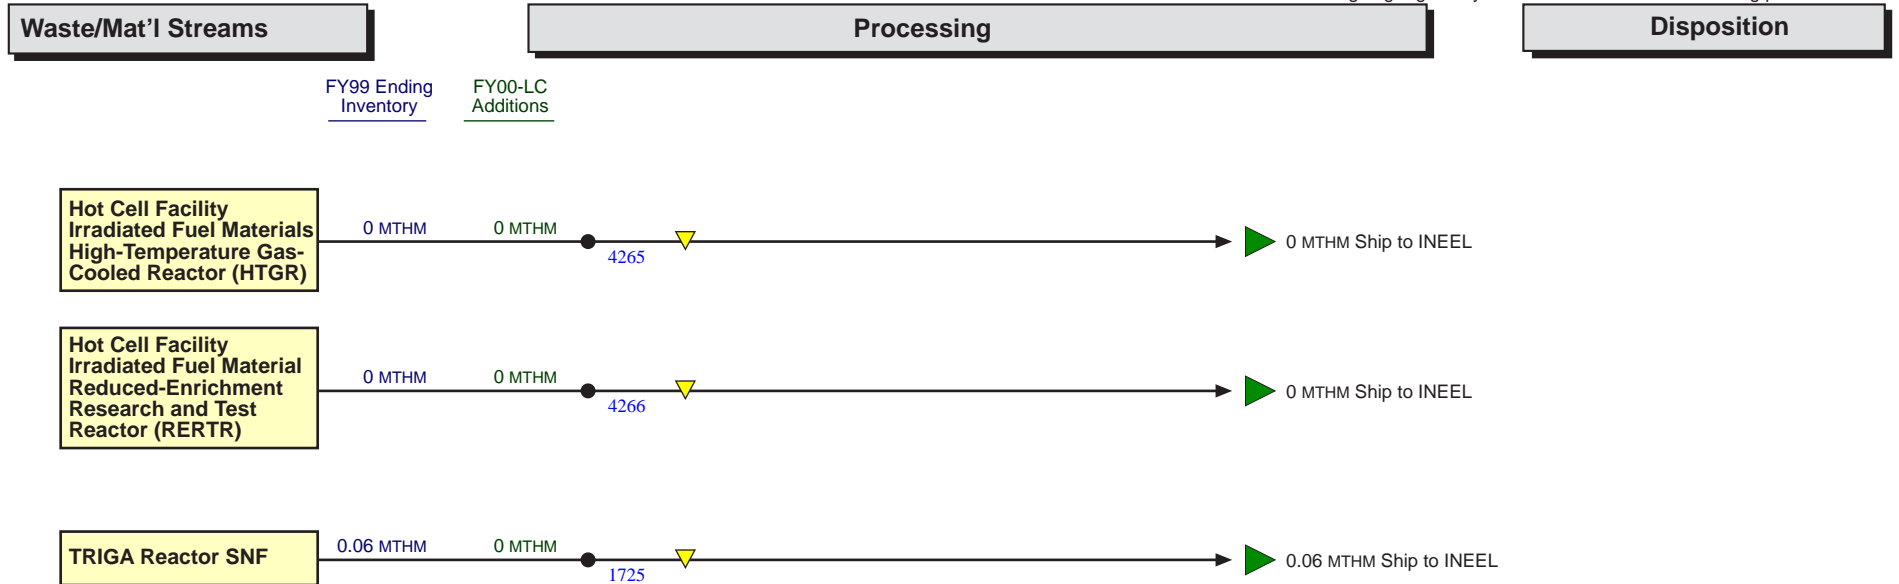 Waste/Mat'l Streams
Processing
Disposition
FY99 Ending
Inventory
FY00-LC
Additions
Hot Cell Facility
Irradiated Fuel Materials
High-Temperature Gas-
Cooled Reactor (HTGR)
0 MTHM
0 MTHM
4265
0 MTHM Ship to INEEL
Hot Cell Facility
Irradiated Fuel Material
Reduced-Enrichment
Research and Test
Reactor (RERTR)
0 MTHM
0 MTHM
4266
0 MTHM Ship to INEEL
TRIGA Reactor SNF
0.06 MTHM
0 MTHM
1725
0.06 MTHM Ship to INEEL